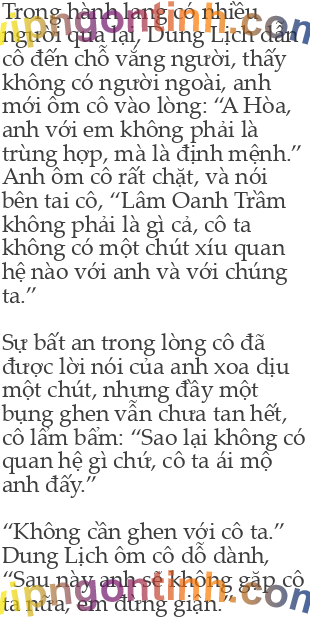 Trong hành lang có nhiều
người qua lại, Dung Lịch dẫn
cô đến chỗ vắng người, thấy
không có người ngoài, anh
mới ôm cô vào lòng: “A Hòa,
anh với em không phải là
trùng hợp, mà là định mệnh.”
Anh ôm cô rất chặt, và nói
bên tai cô, “Lâm Oanh Trầm
không phải là gì cả, cô ta
không có một chút xíu quan
hệ nào với anh và với chúng
ta.”
Sự bất an trong lòng cô đã
được lời nói của anh xoa dịu
một chút, nhưng đầy một
bụng ghen vẫn chưa tan hết,
cô lẩm bẩm: “Sao lại không có
quan hệ gì chứ, cô ta ái mộ
anh đấy.”
“Không cần ghen với cô ta.”
Dung Lịch ôm cô dỗ dành,
“Sau này anh sẽ không gặp cô
ta nữa, em đừng giận.”
vipngontinh.com
vipngontinh.com